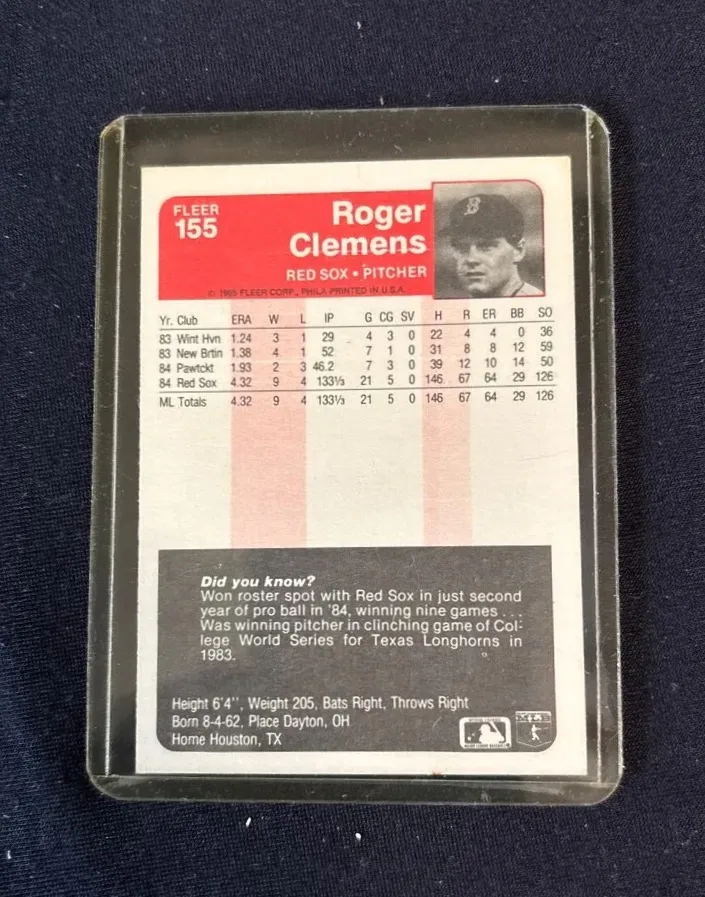 FLEER
155
Roger
Clemens
RED SOX • PITCHER
© 1985 FLEER CORP., PHILA. PRINTED IN U.S.A.
Yr. Club ERA W L IP G CG SV H R ER BB SO
83 Wint Hvn 1.24 3 1 29 4 3 0 22 4 4 0 36
83 New Brtin 1.38 4 1 52 7 1 0 31 8 8 12 59
84 Pawtckt 1.93 2 3 46.2 7 3 0 39 12 10 14 50
84 Red Sox 4.32 9 4 133⅓ 21 5 0 146 67 64 29 126
ML Totals 4.32 9 4 133⅓ 21 5 0 146 67 64 29 126
Did you know?
Won roster spot with Red Sox in just second
year of pro ball in '84, winning nine games . . .
Was winning pitcher in clinching game of Col-
lege World Series for Texas Longhorns in
1983.
Height 6'4'', Weight 205, Bats Right, Throws Right
Born 8-4-62, Place Dayton, OH
Home Houston, TX